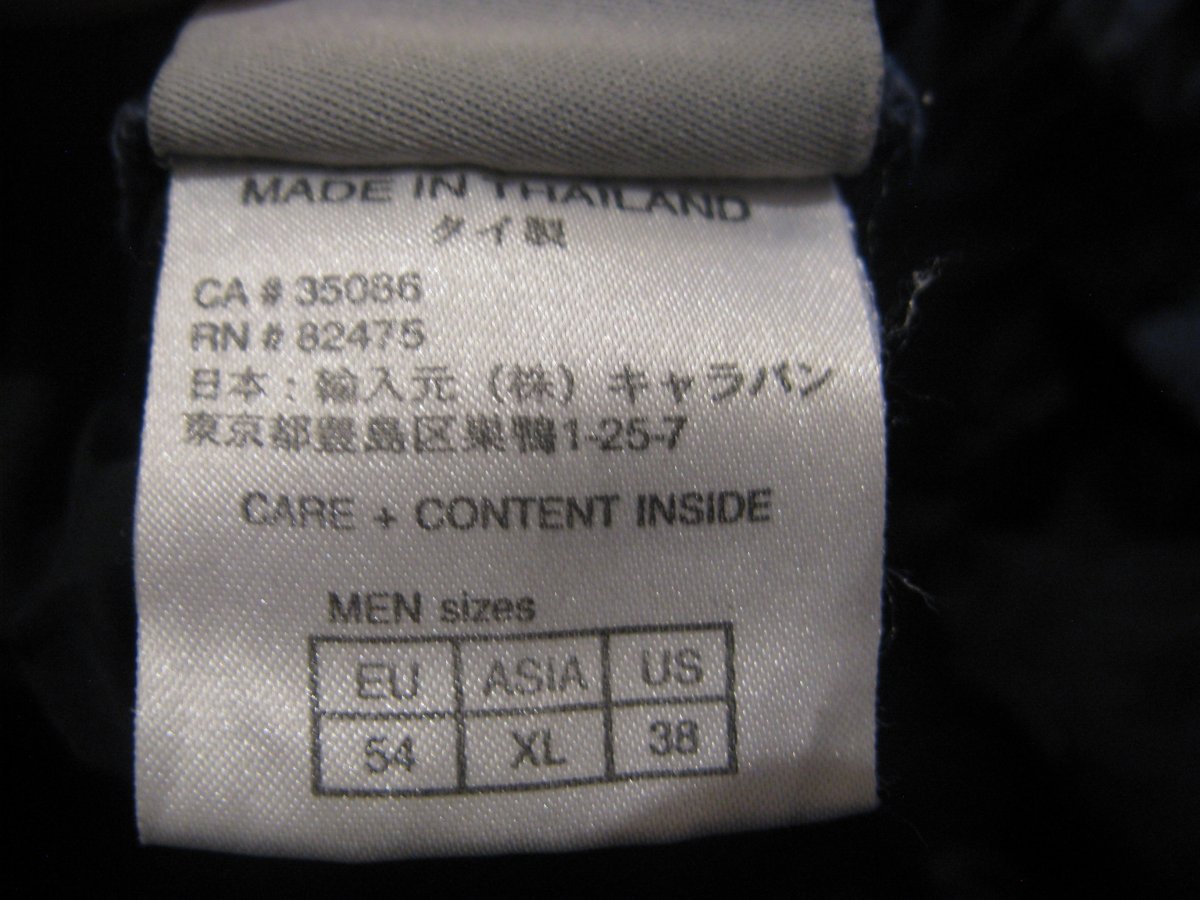 MADE IN THAILAND
タイ製
CA # 35086
RN # 82475
日本：輸入元（株）キャラバン
東京都豊島区巣鴨1-25-7
CARE + CONTENT INSIDE
MEN sizes
EU ASIA US
54 XL 38